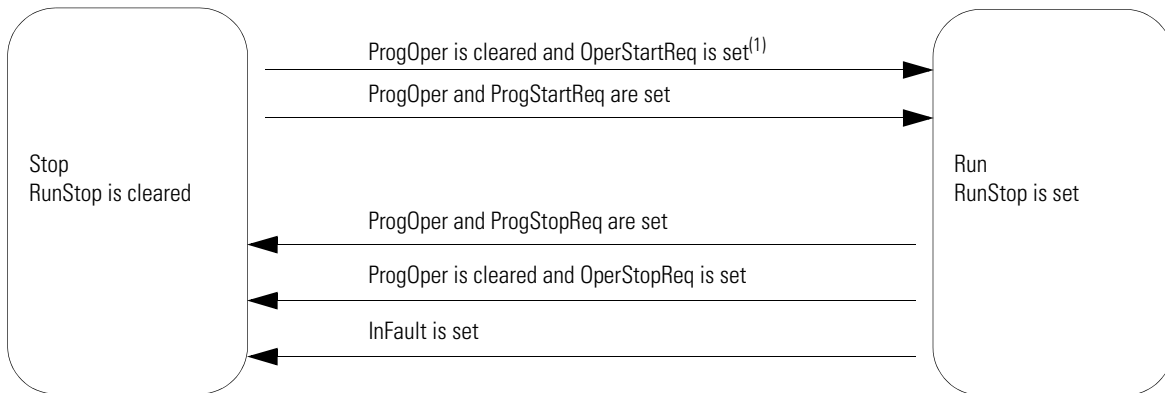 ProgOper is cleared and OperStartReq is set(1)
ProgOper and ProgStartReq are set
Stop
RunStop is cleared
Run
RunStop is set
ProgOper and ProgStopReq are set
ProgOper is cleared and OperStopReq is set
InFault is set